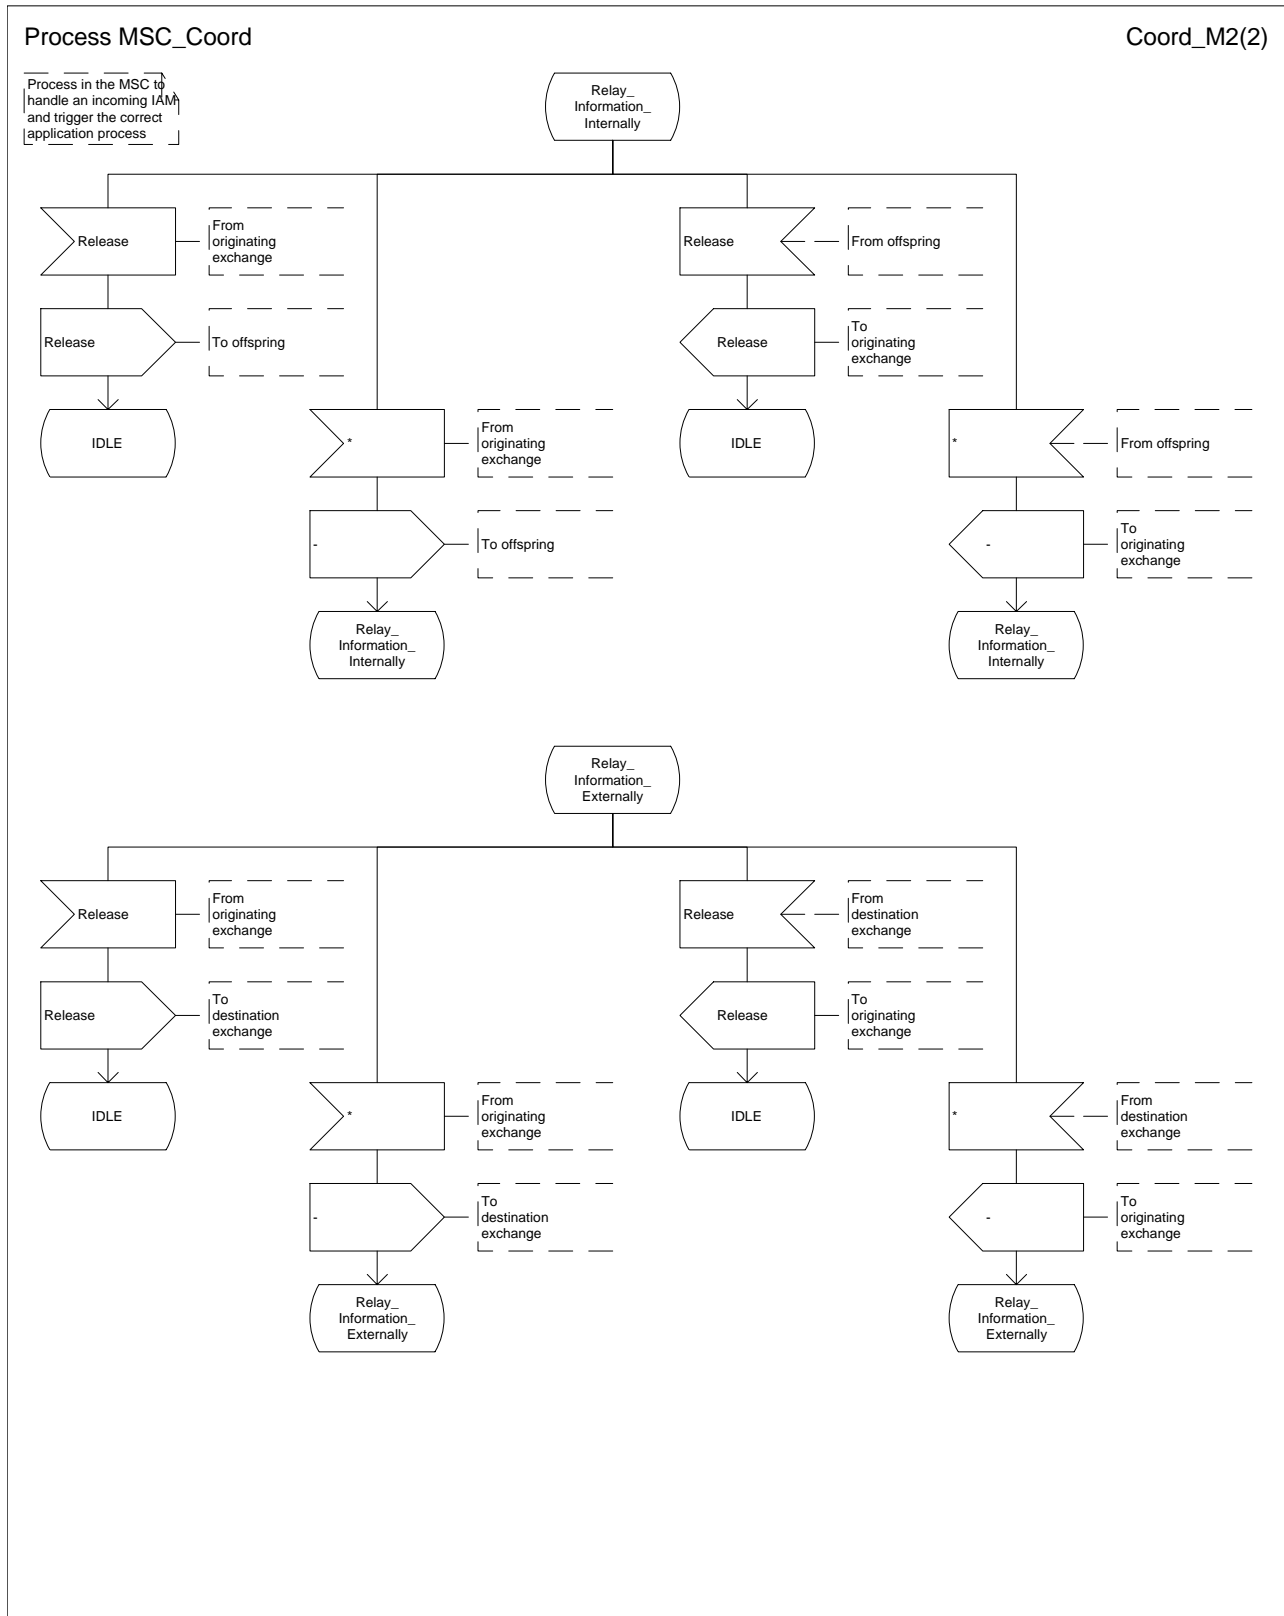 Process MSC_Coord
Coord_M2(2)
Process in the MSC to
handle an incoming IAM
and trigger the correct
application process
Relay_
Information_
Internally
Release
From
originating
exchange
Release
From offspring
Release
To offspring
Release
To
originating
exchange
IDLE
*
From
originating
exchange
IDLE
*
From offspring
-
To offspring
-
To
originating
exchange
Relay_
Information_
Internally
Relay_
Information_
Internally
Relay_
Information_
Externally
Release
From
originating
exchange
Release
From
destination
exchange
Release
To
destination
exchange
Release
To
originating
exchange
IDLE
*
From
originating
exchange
IDLE
*
From
destination
exchange
-
To
destination
exchange
-
To
originating
exchange
Relay_
Information_
Externally
Relay_
Information_
Externally